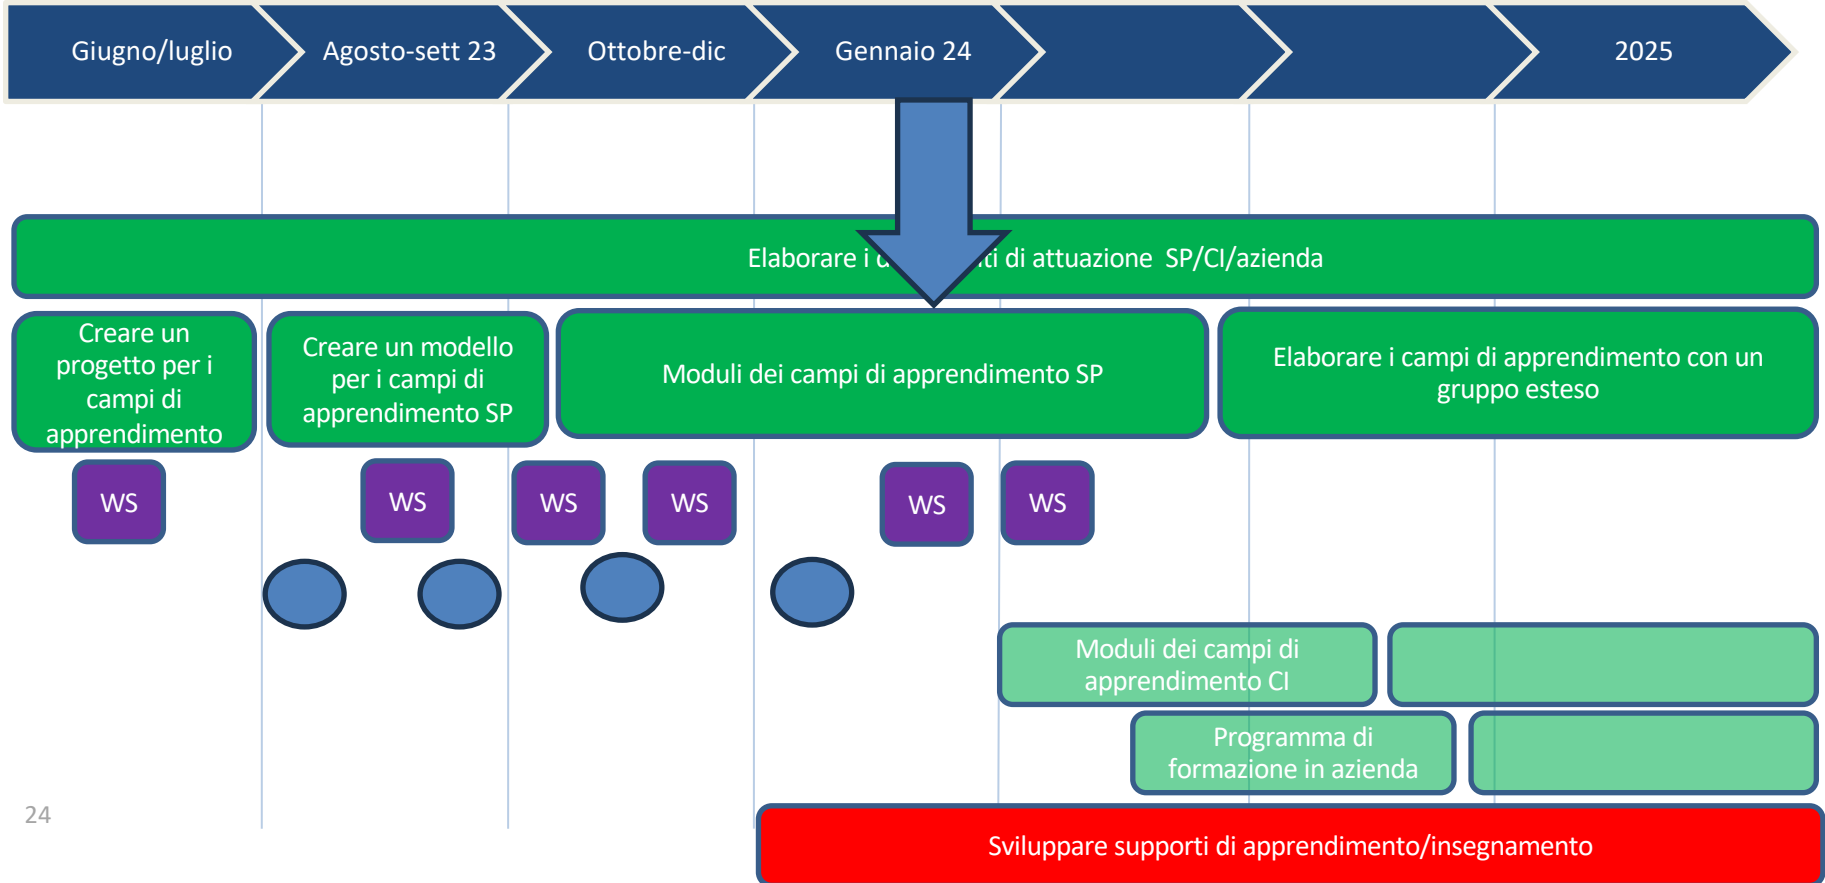 Giugno/luglio
Agosto-sett 23
Ottobre-dic
Gennaio 24
2025
Elaborare i d ti di attuazione SP/CI/azienda
Creare un
progetto per i
campi di
apprendimento
Creare un modello
per i campi di
apprendimento SP
Moduli dei campi di apprendimento SP
Elaborare i campi di apprendimento con un
gruppo esteso
WS
WS
WS
WS
WS
WS
Moduli dei campi di
apprendimento CI
Programma di
formazione in azienda
24
Sviluppare supporti di apprendimento/insegnamento